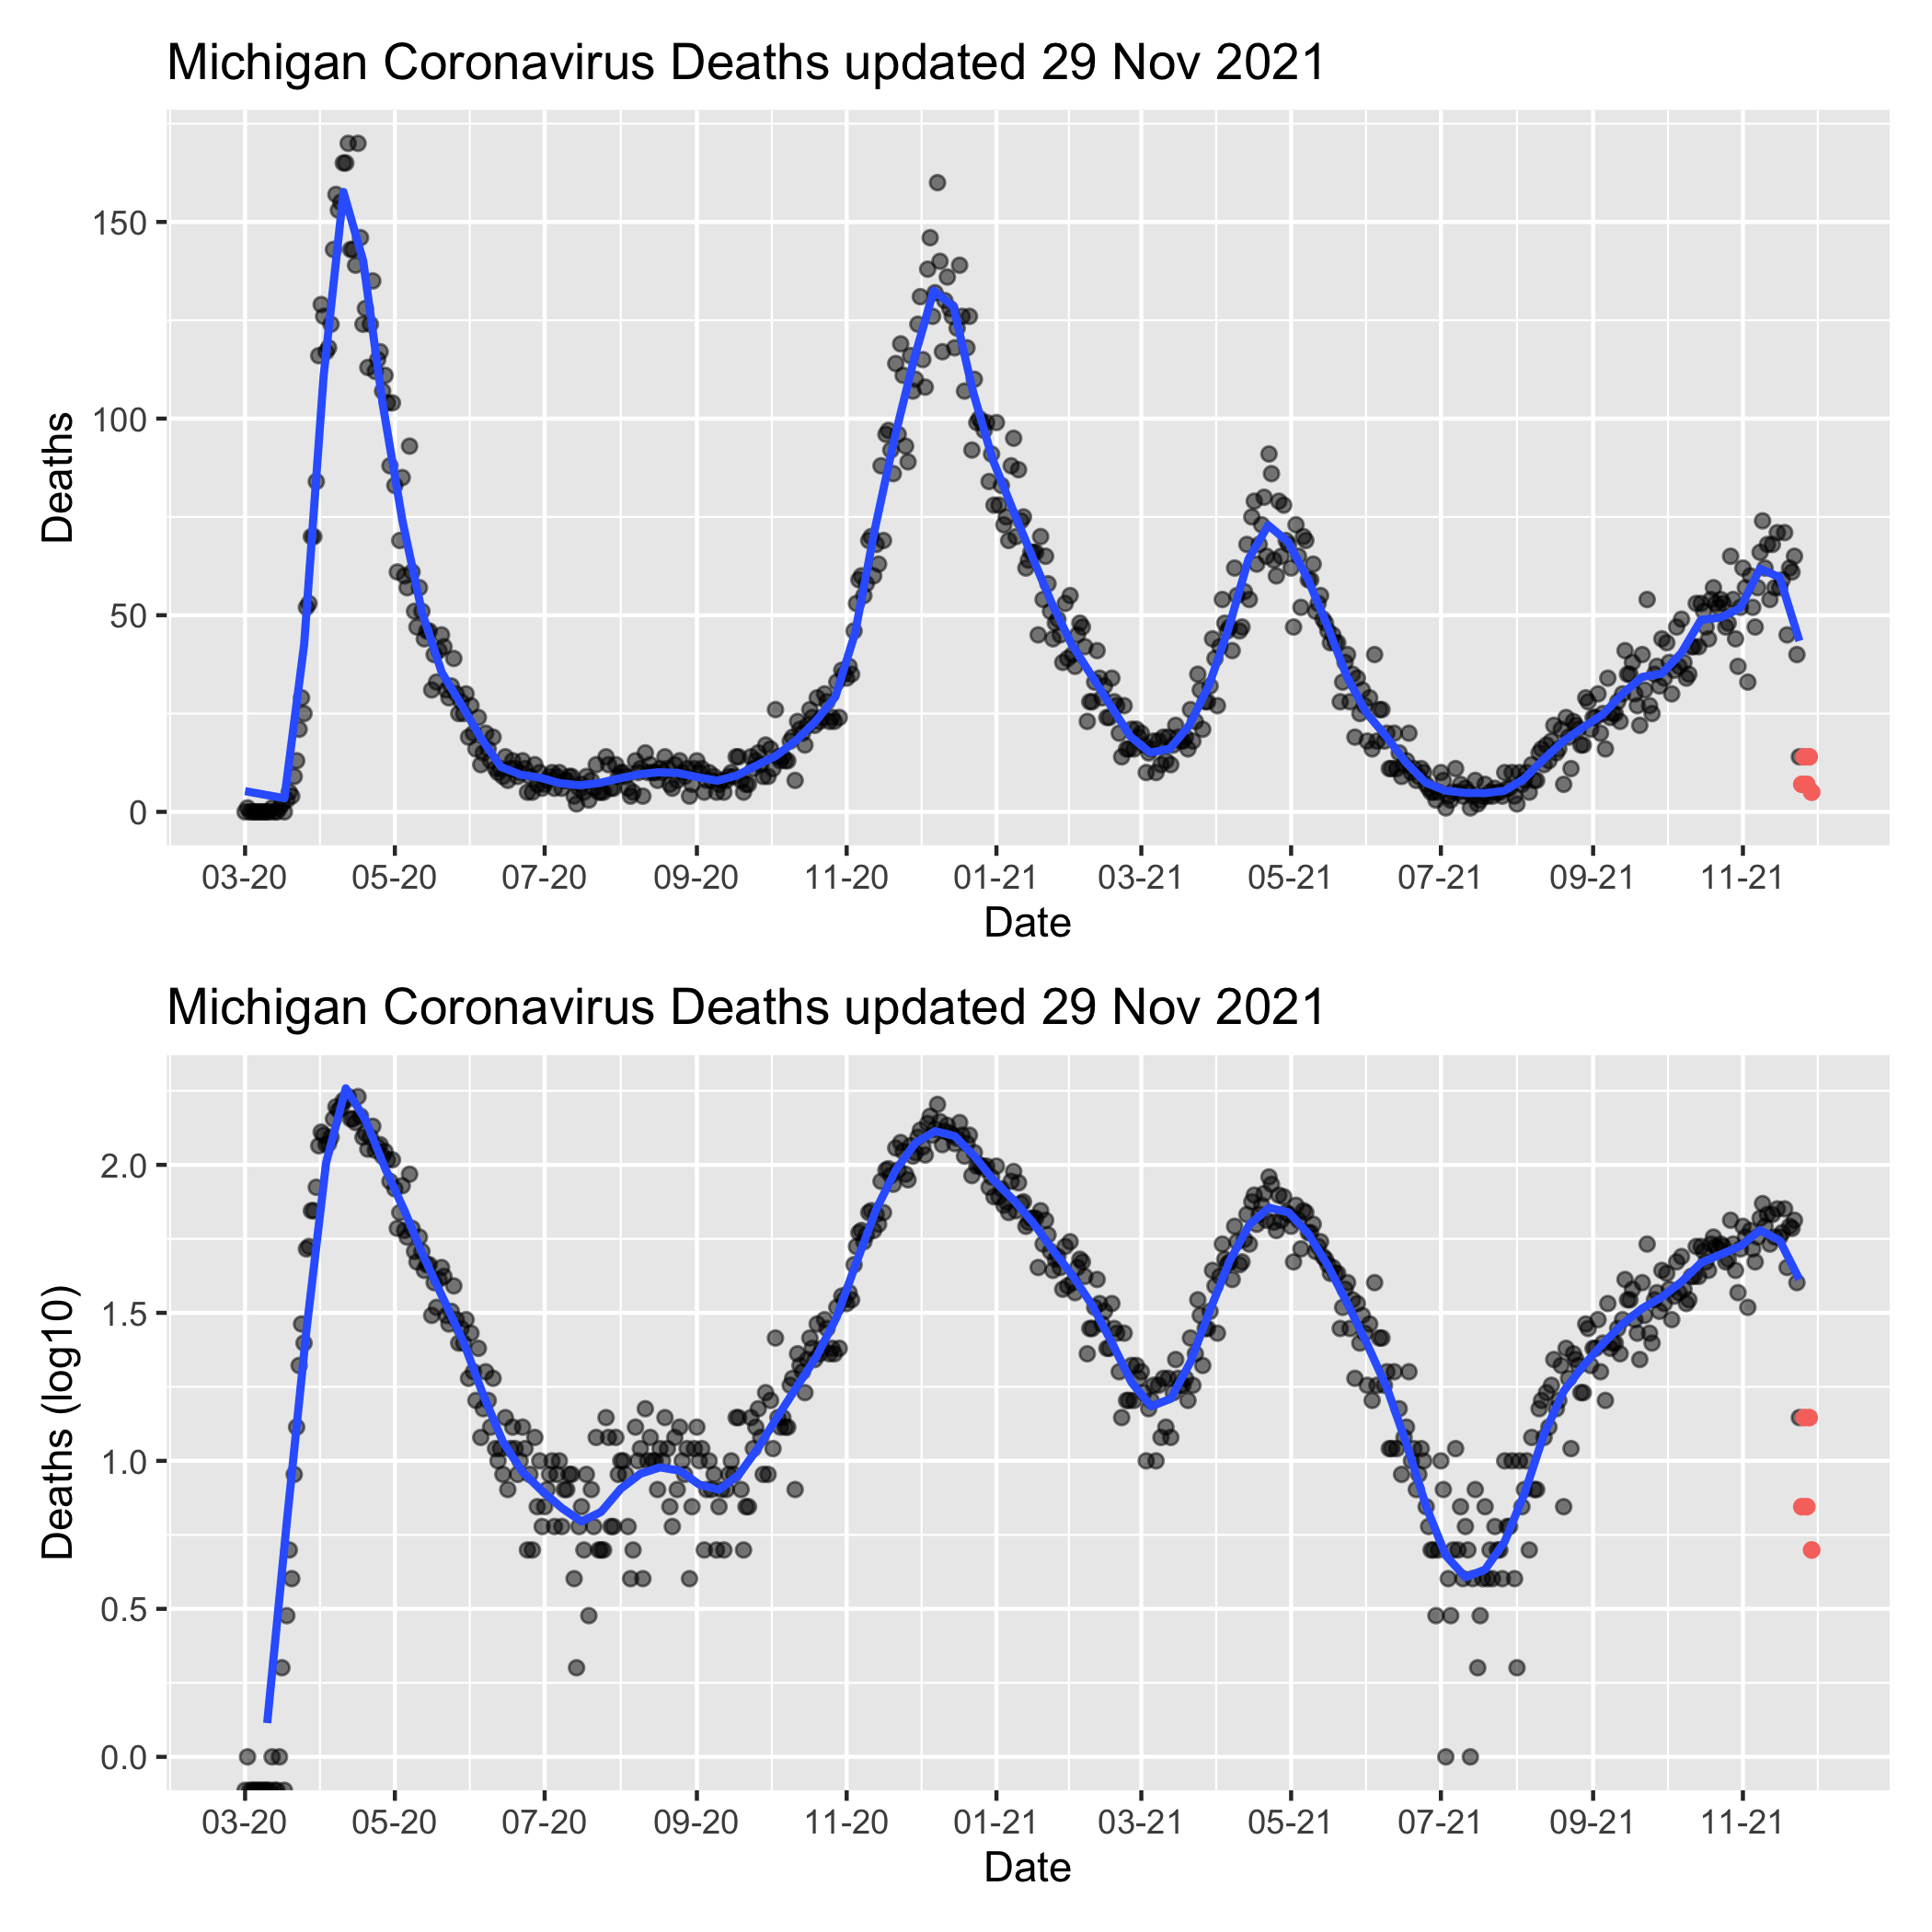 Michigan Coronavirus Deaths updated 29 Nov 2021
150
100
50
0
Deaths
03-20 05-20 07-20 09-20 11-20 01-21 03-21 05-21 07-21 09-21 11-21
Date
Michigan Coronavirus Deaths updated 29 Nov 2021
2.0
1.5
1.0
0.5
0.0
Deaths (log10)
03-20 05-20 07-20 09-20 11-20 01-21 03-21 05-21 07-21 09-21 11-21
Date